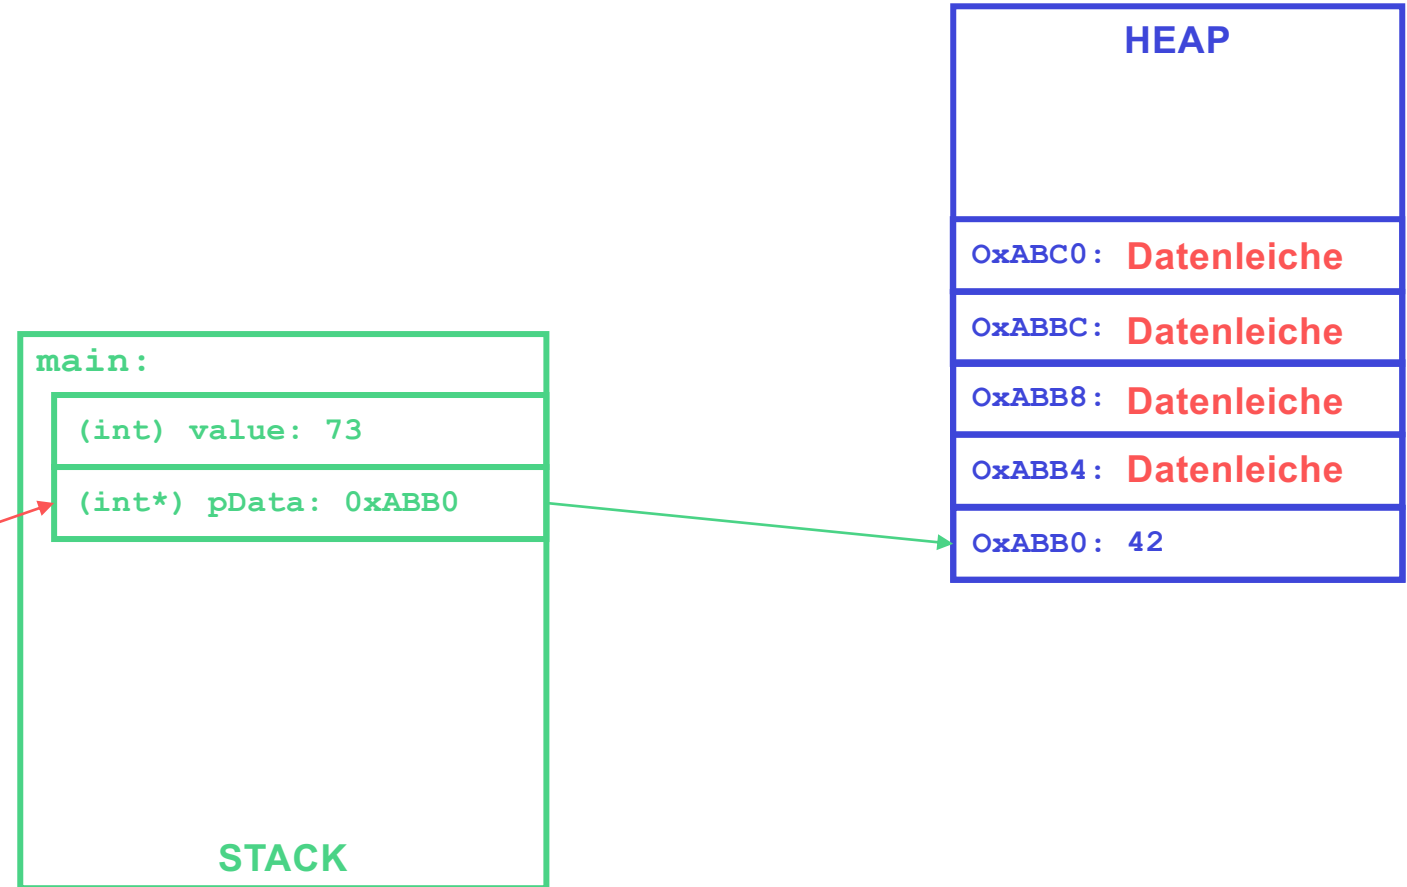 HEAP
OxABC0: Datenleiche
OxABBC: Datenleiche
OxABB8: Datenleiche
OxABB4: Datenleiche
OxABB0: 42
main:
(int) value: 73
(int*) pData: 0xABB0
STACK